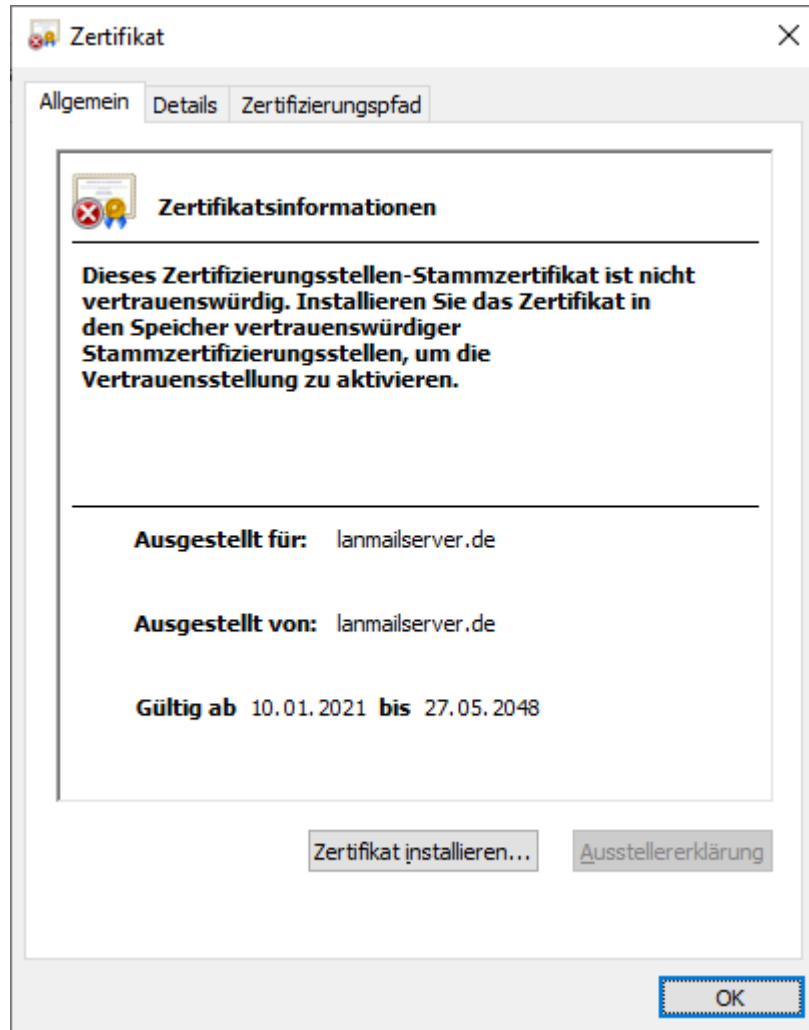 Zertifikat
Allgemein Details Zertifizierungspfad
Zertifikatsinformationen
Dieses Zertifizierungsstellen-Stammzertifikat ist nicht
vertrauenswürdig. Installieren Sie das Zertifikat in
den Speicher vertrauenswürdiger
Stammzertifizierungsstellen, um die
Vertrauensstellung zu aktivieren.
Ausgestellt für: lanmailserver.de
Ausgestellt von: lanmailserver.de
Gültig ab 10.01.2021 bis 27.05.2048
Zertifikat installieren... Ausstellererklärung
OK